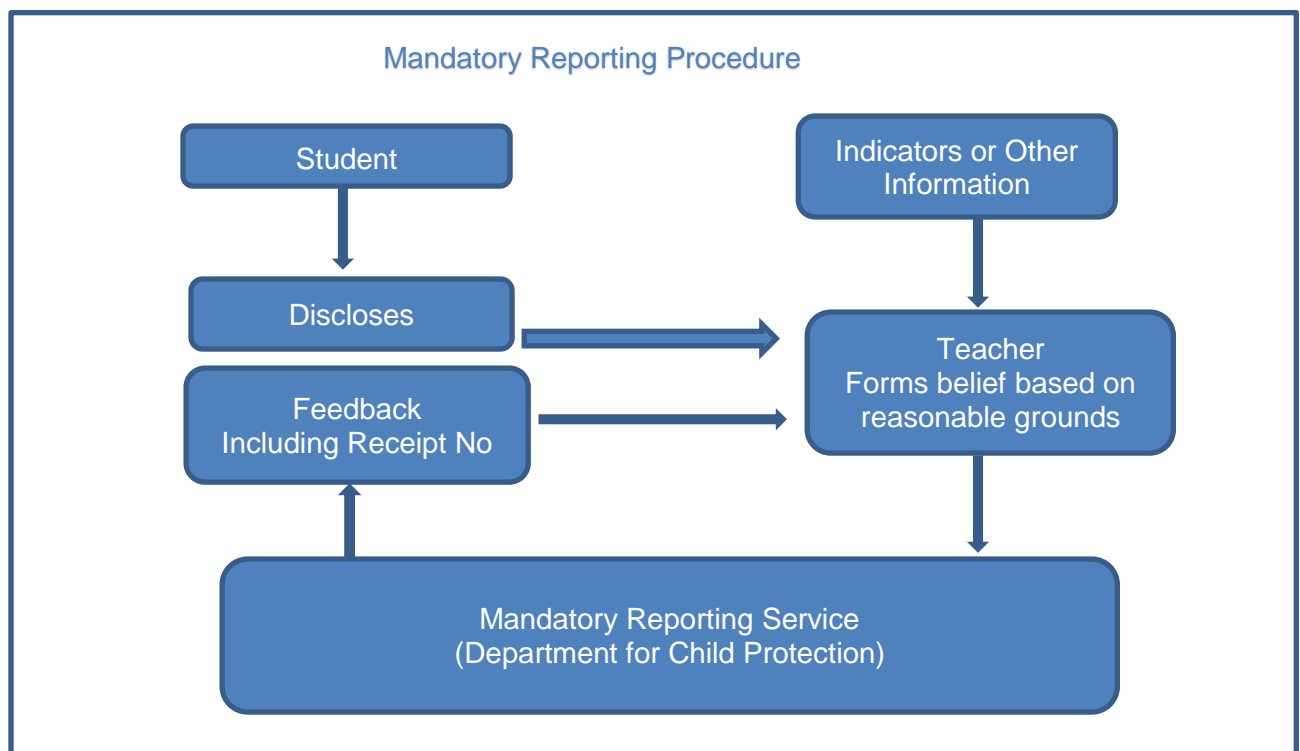 Mandatory Reporting Procedure
Student
Indicators or Other
Information
Discloses
Teacher
Forms belief based on
reasonable grounds
Feedback
Including Receipt No
Mandatory Reporting Service
(Department for Child Protection)